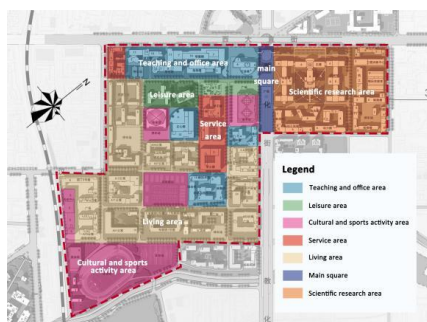 Teaching and office area
main
square
Leisure area
Scientific research area
Service
area
Living area
Cultural and sports
activity area
N
Legend
Teaching and office area
Leisure area
Cultural and sports activity area
Service area
Living area
Main square
Scientific research area